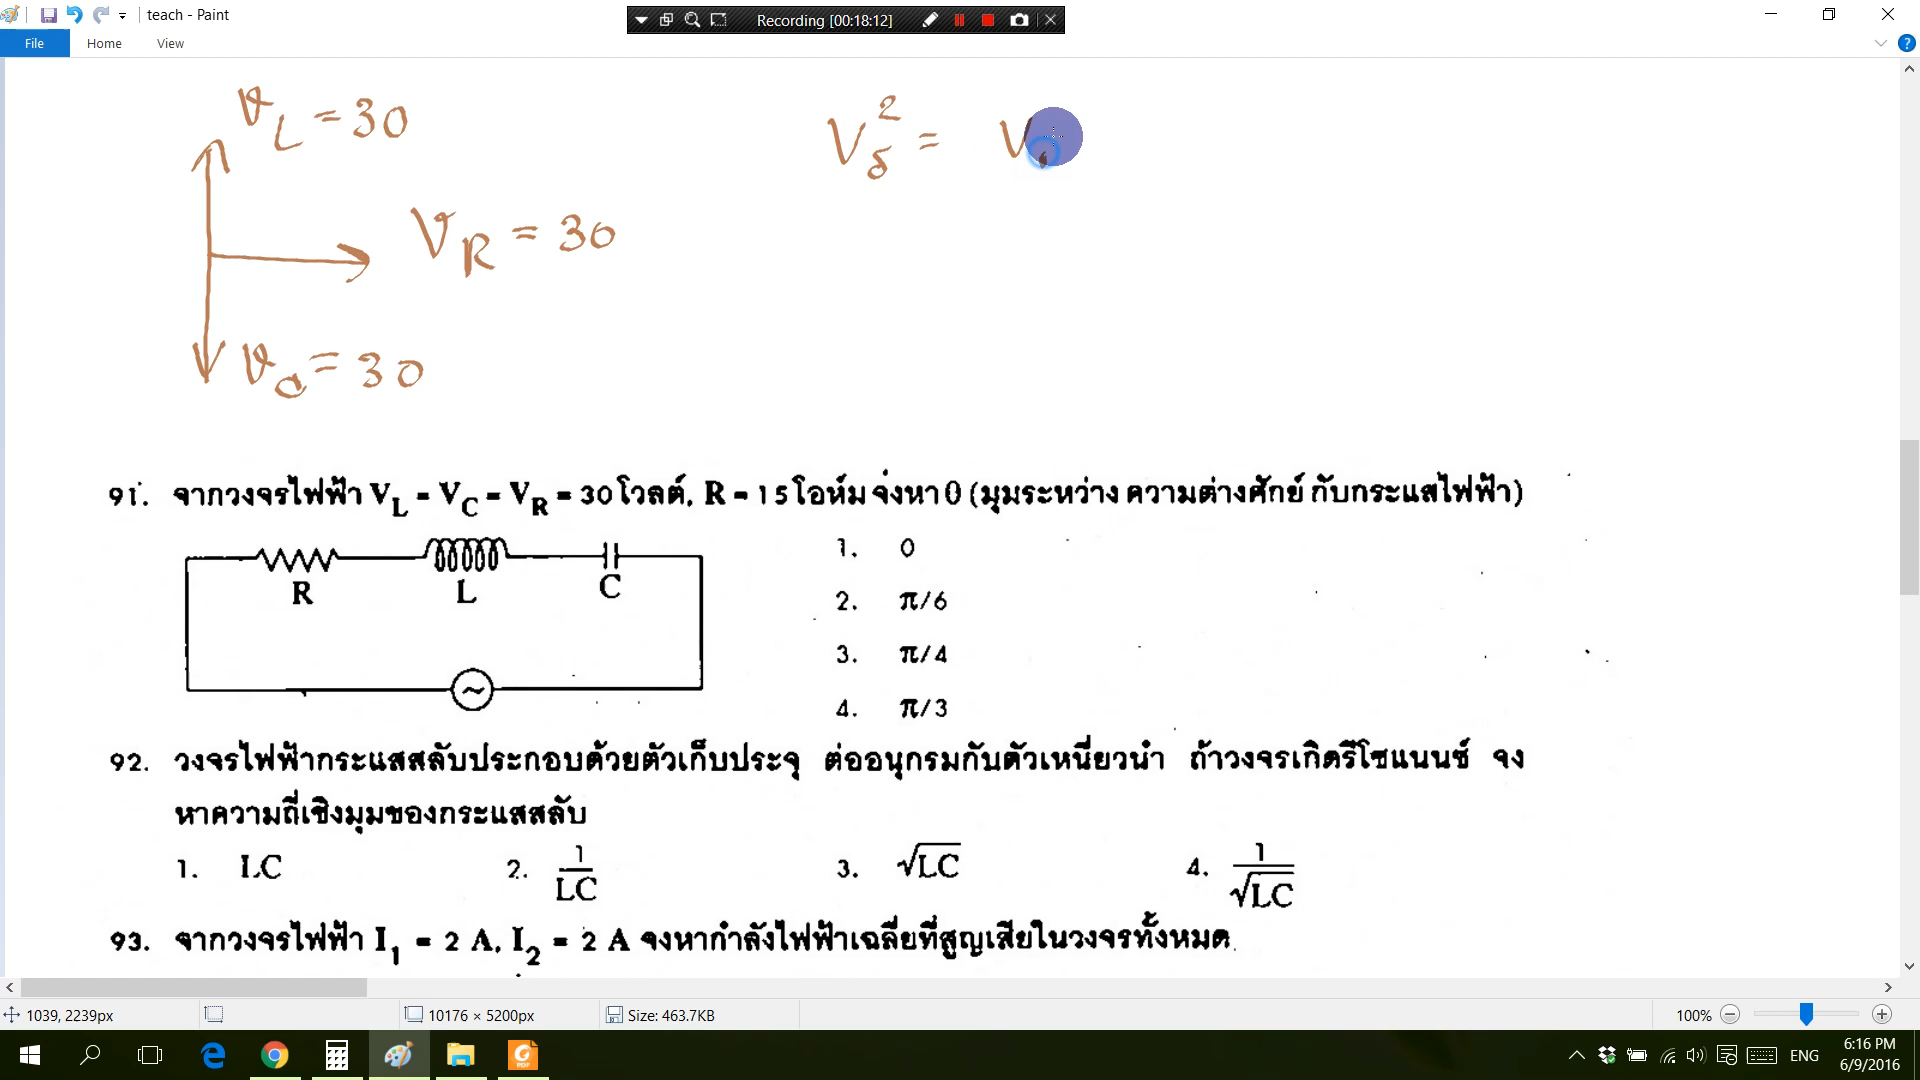 teach - Paint
Recording [00:18:12]
File Home View
V_L = 30
V_R = 30
V_C = 30
V_S^2 = V
91. จากวงจรไฟฟ้า V_L = V_C = V_R = 30 โวลต์, R = 15 โอห์ม จงหา θ (มุมระหว่าง ความต่างศักย์ กับกระแสไฟฟ้า)
R L C
~
1. 0
2. π/6
3. π/4
4. π/3
92. วงจรไฟฟ้ากระแสสลับประกอบด้วยตัวเก็บประจุ ต่ออนุกรมกับตัวเหนี่ยวนำ ถ้าวงจรเกิดรีโซแนนซ์ จง
หาความถี่เชิงมุมของกระแสสลับ
1. LC 2. 1/LC 3. √LC 4. 1/√LC
93. จากวงจรไฟฟ้า I_1 = 2 A, I_2 = 2 A จงหากำลังไฟฟ้าเฉลี่ยที่สูญเสียในวงจรทั้งหมด
1039, 2239px 10176 × 5200px Size: 463.7KB 100%
ENG 6:16 PM
6/9/2016